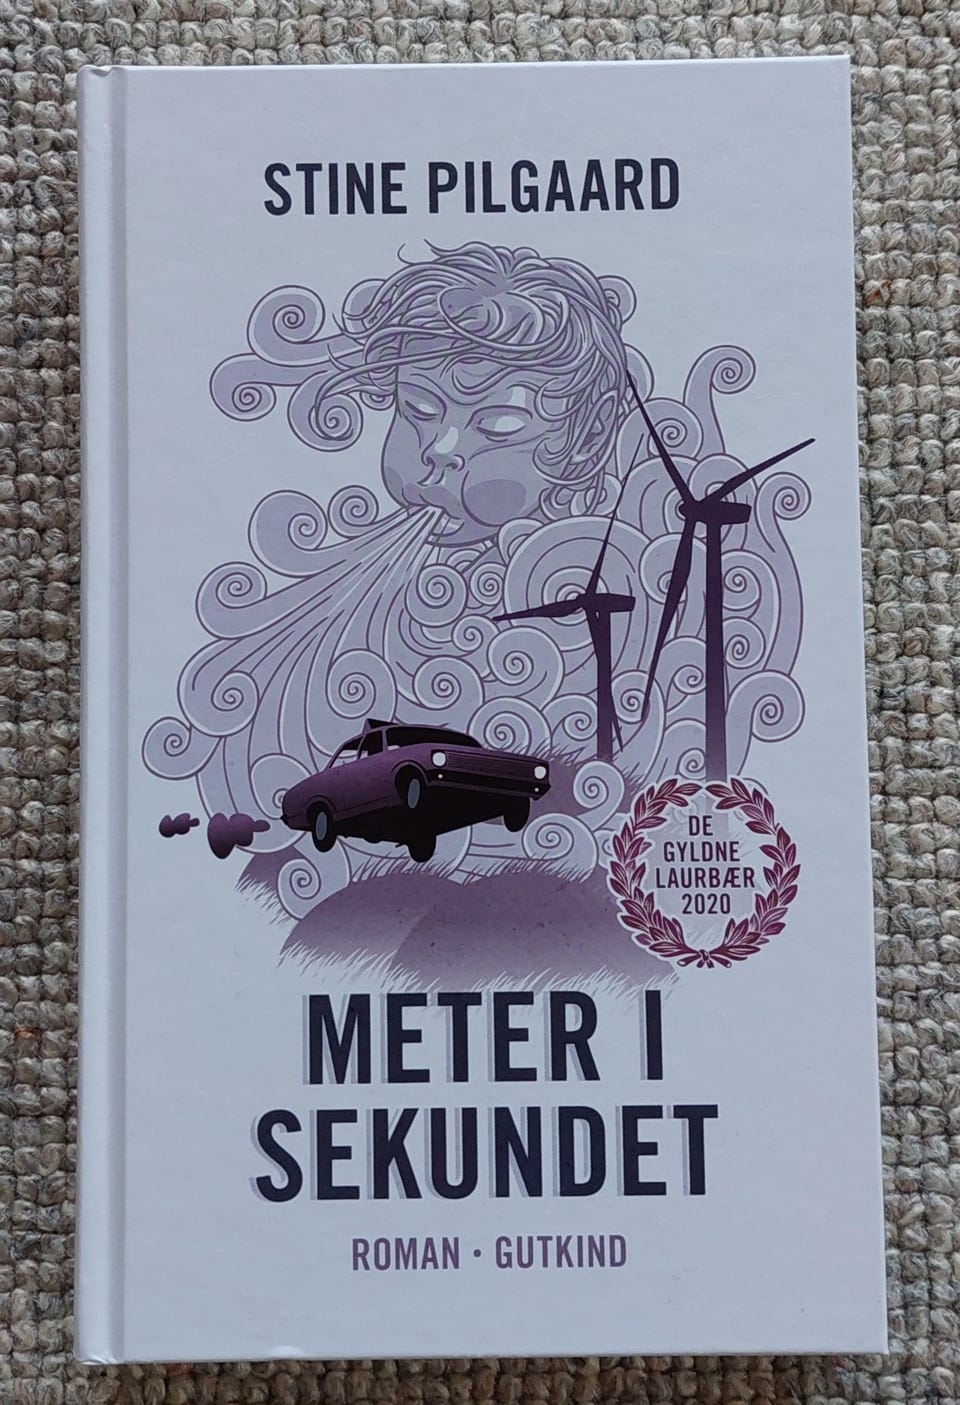 STINE PILGAARD
DE
GYLDNE
LAURBÆR
2020
METER I
SEKUNDET
ROMAN · GUTKIND